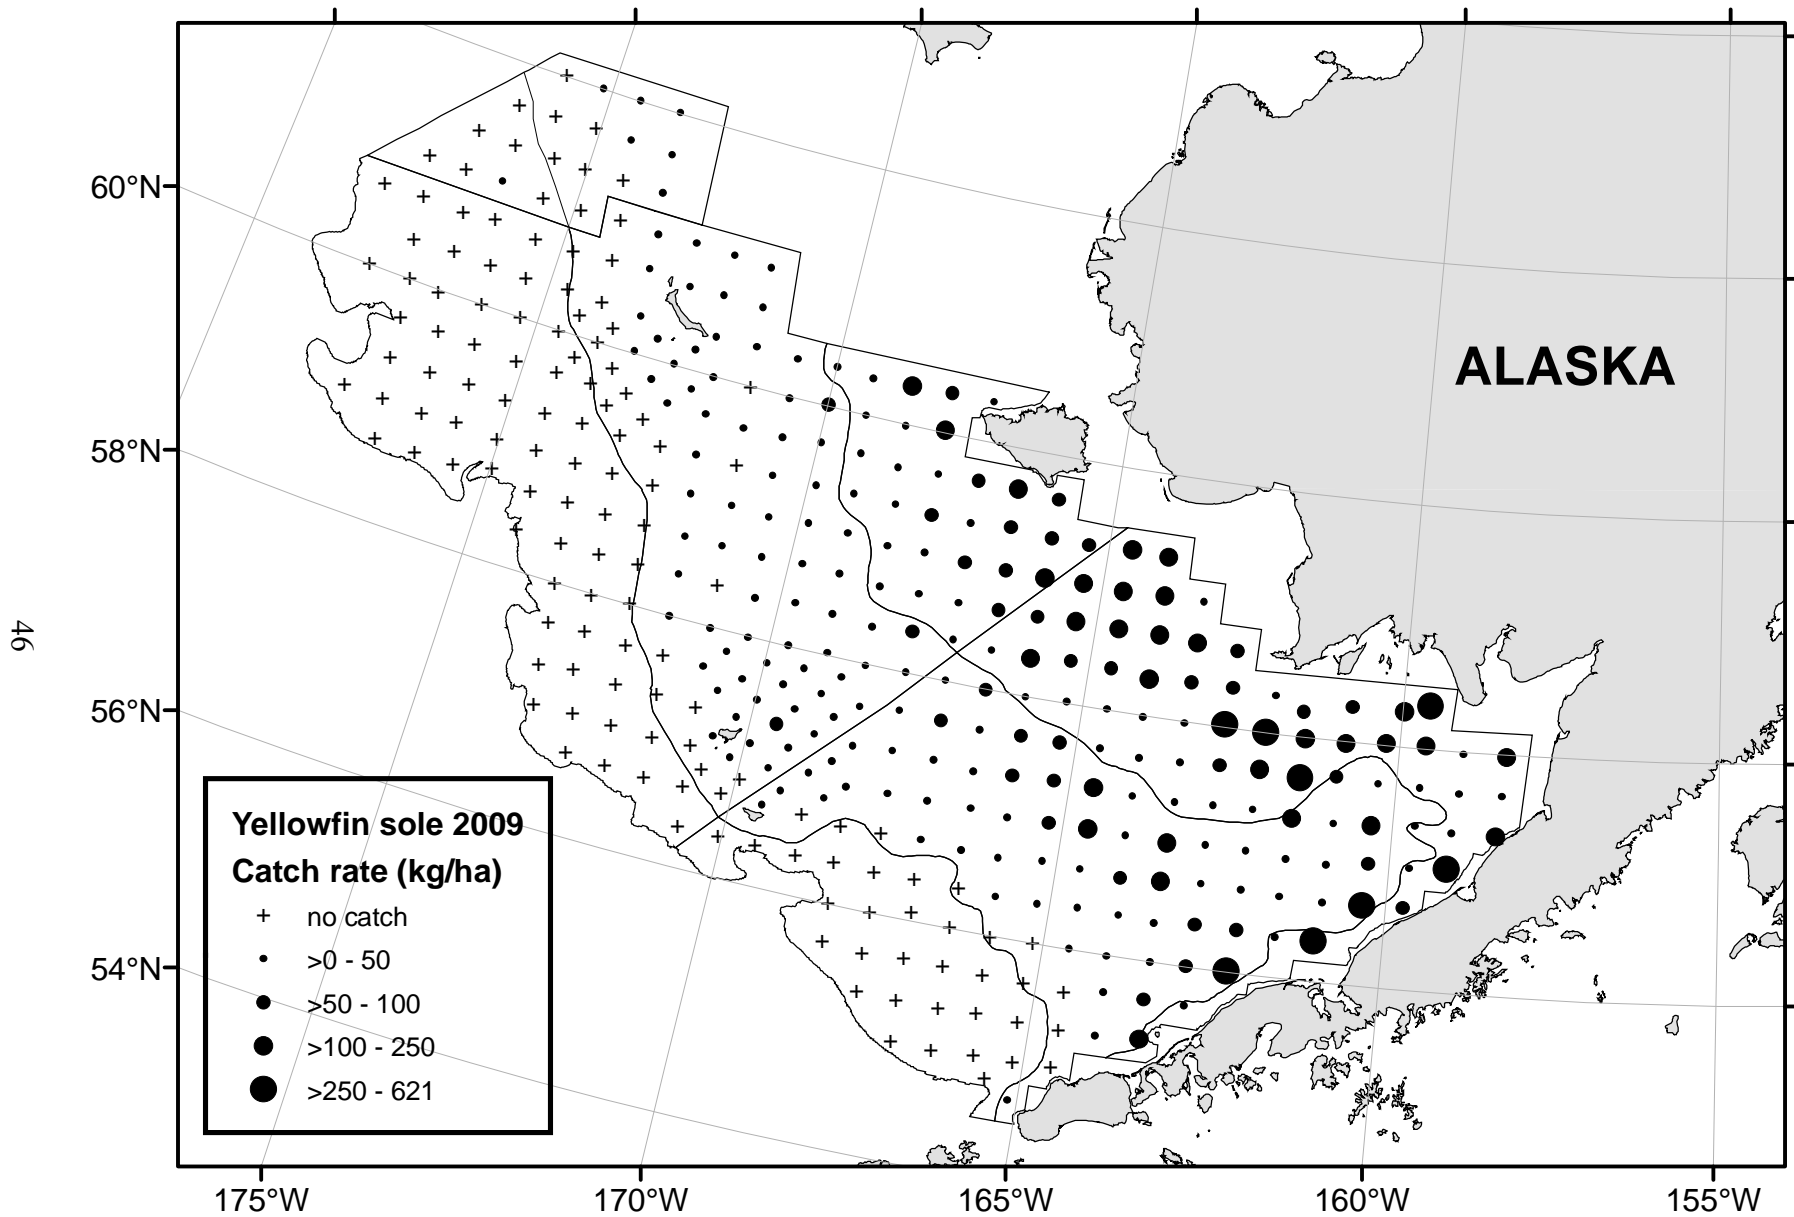 ALASKA
60°N
58°N
56°N
54°N
46
Yellowfin sole 2009
Catch rate (kg/ha)
no catch
>0 - 50
>50 - 100
>100 - 250
>250 - 621
175°W
170°W
165°W
160°W
155°W